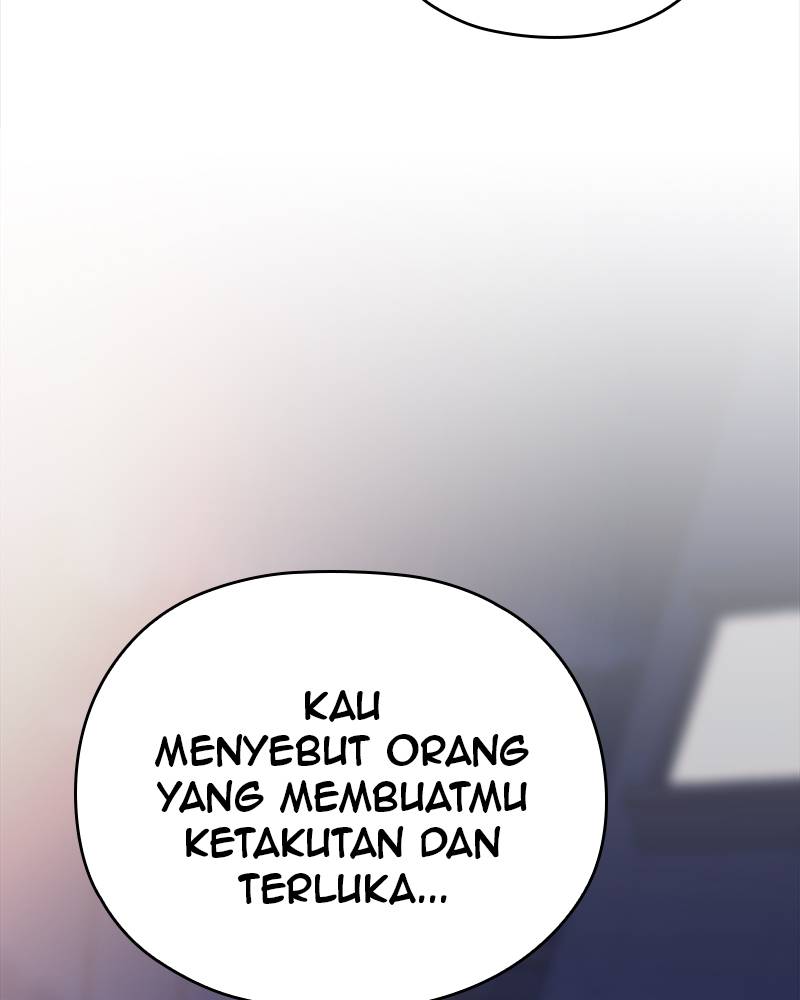 KAU
MENYEBUT ORANG
YANG MEMBUATMU
KETAKUTAN DAN
TERLUKA...